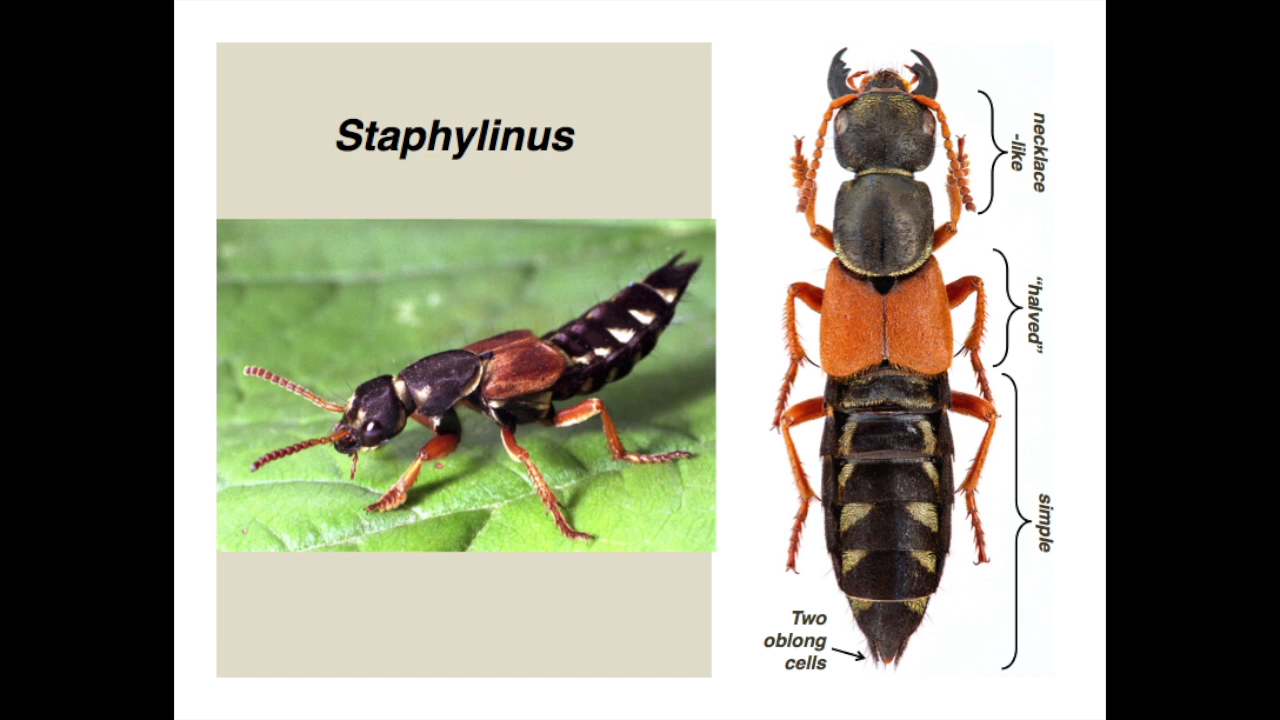 Staphylinus
necklace
-like
“halved”
simple
Two
oblong
cells